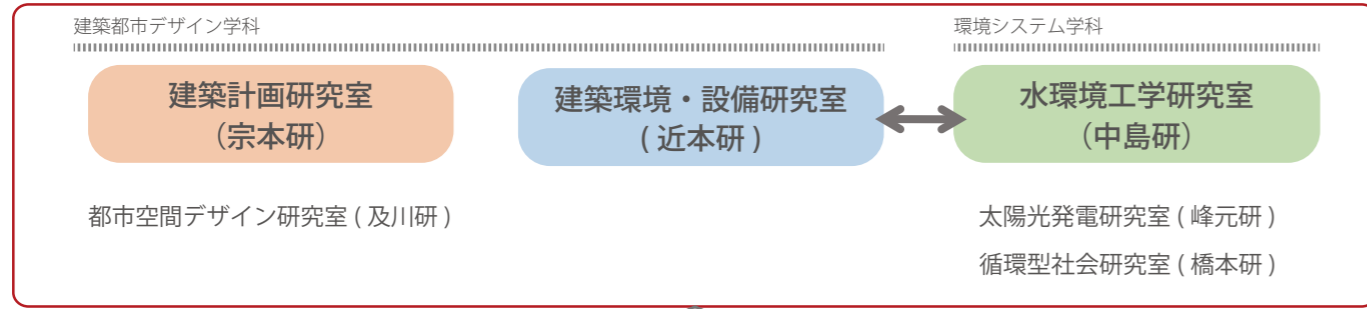 建築都市デザイン学科
環境システム学科
建築計画研究室
（宗本研）
建築環境・設備研究室
( 近本研 )
水環境工学研究室
（中島研）
都市空間デザイン研究室 ( 及川研 )
太陽光発電研究室 ( 峰元研 )
循環型社会研究室 ( 橋本研 )